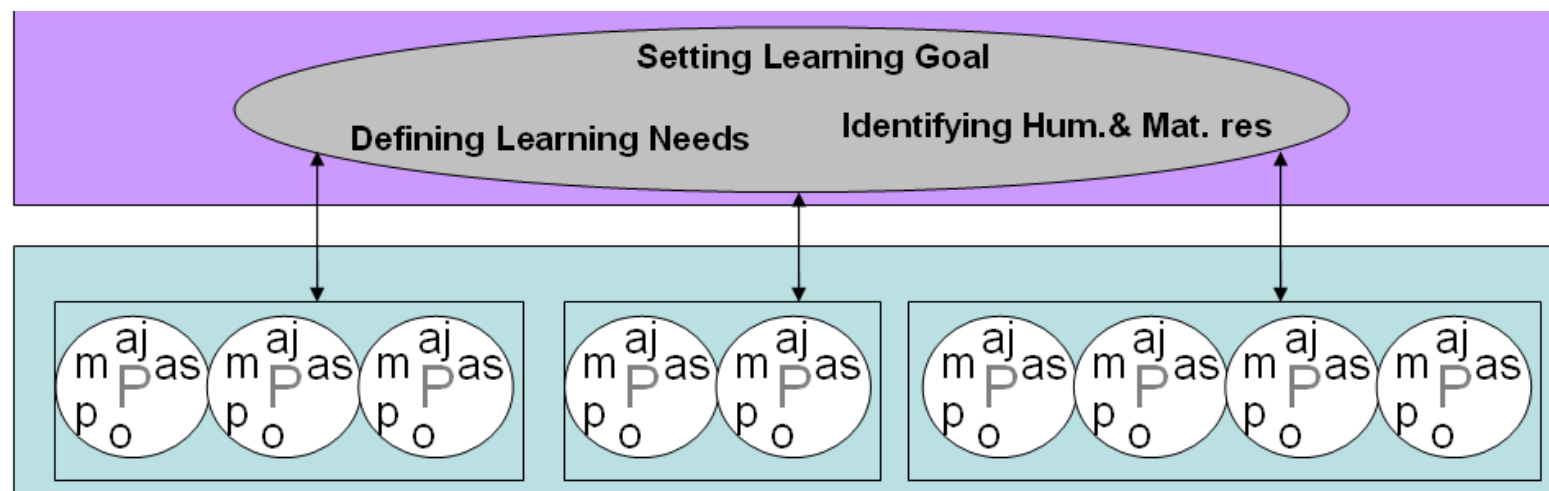 Setting Learning Goal
Defining Learning Needs
Identifying Hum.& Mat. res
m aj as P p o
m aj as P p o
m aj as P p o
m aj as P p o
m aj as P p o
m aj as P p o
m aj as P p o
m aj as P p o
m aj as P p o